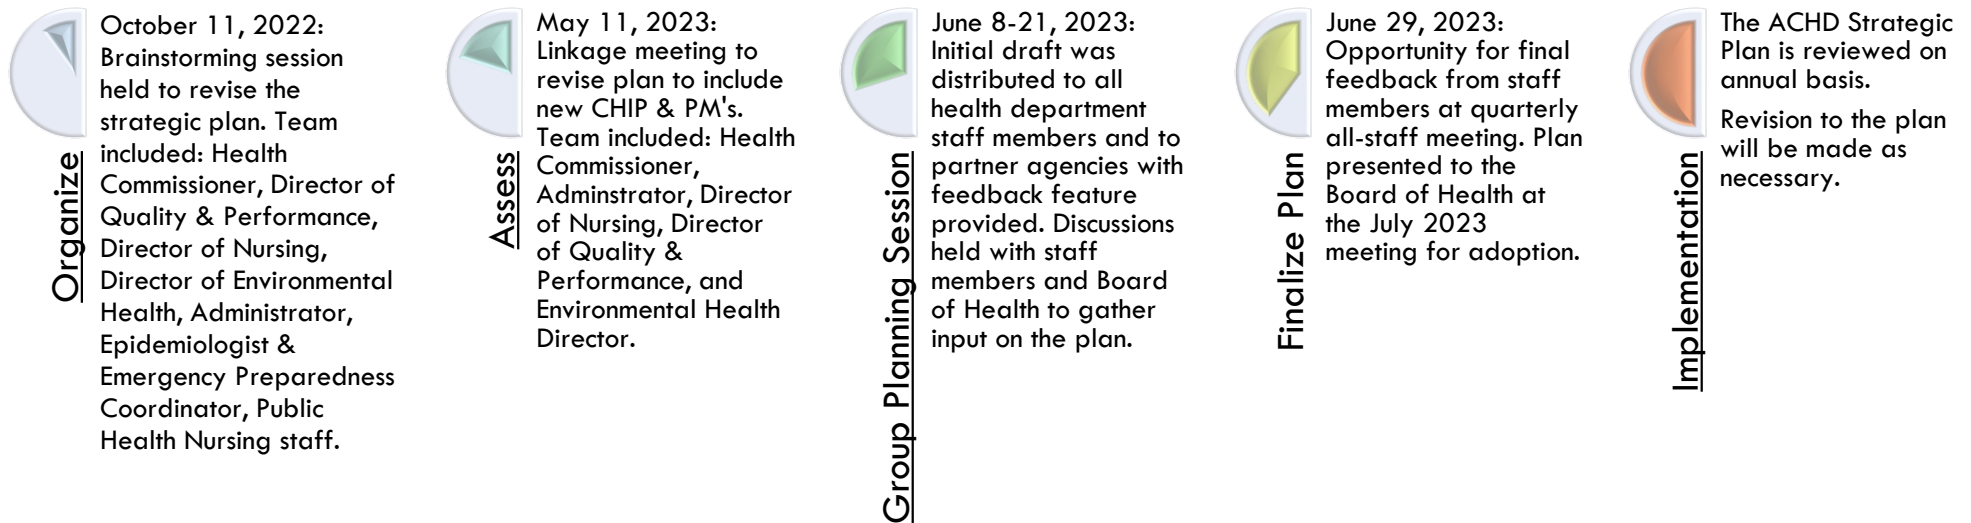 October 11, 2022:
Brainstorming session
held to revise the
strategic plan. Team
included: Health
Commissioner, Director of
Quality & Performance,
Director of Nursing,
Director of Environmental
Health, Administrator,
Epidemiologist &
Emergency Preparedness
Coordinator, Public
Health Nursing staff.
Organize
May 11, 2023:
Linkage meeting to
revise plan to include
new CHIP & PM's.
Team included: Health
Commissioner,
Adminstrator, Director
of Nursing, Director
of Quality &
Performance, and
Environmental Health
Director.
Assess
June 8-21, 2023:
Initial draft was
distributed to all
health department
staff members and to
partner agencies with
feedback feature
provided. Discussions
held with staff
members and Board
of Health to gather
input on the plan.
Group Planning Session
June 29, 2023:
Opportunity for final
feedback from staff
members at quarterly
all-staff meeting. Plan
presented to the
Board of Health at
the July 2023
meeting for adoption.
Finalize Plan
The ACHD Strategic
Plan is reviewed on
annual basis.
Revision to the plan
will be made as
necessary.
Implementation